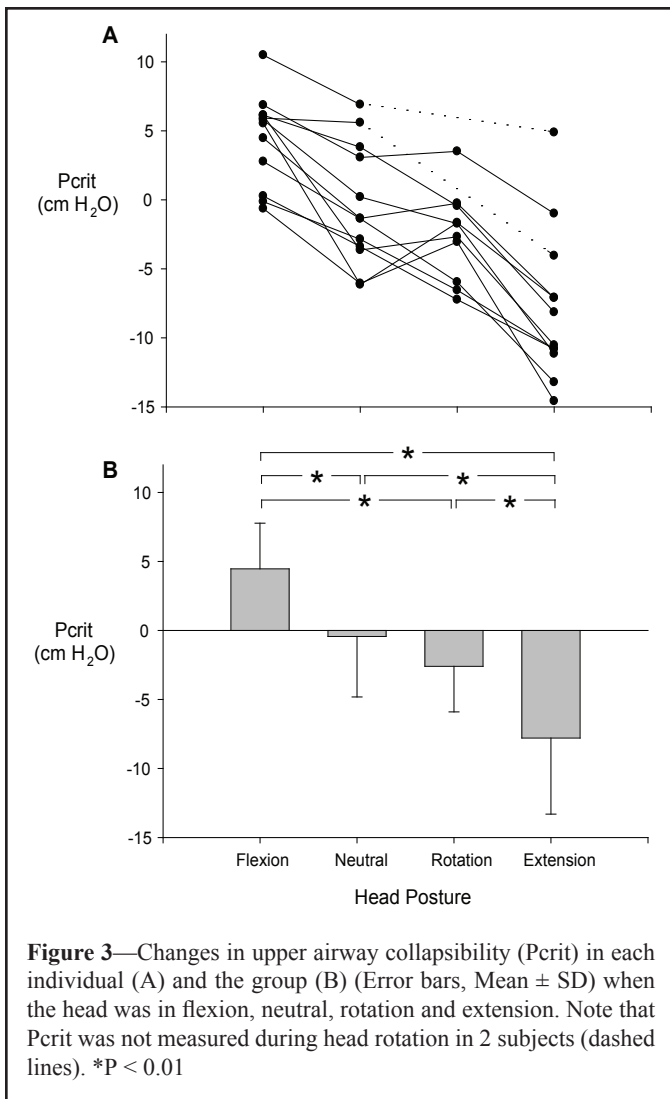 A
10
5
0
-5
-10
-15
Pcrit
(cm H₂O)
B
*
* *
* *
10
5
0
-5
-10
-15
Pcrit
(cm H₂O)
Flexion Neutral Rotation Extension
Head Posture
Figure 3—Changes in upper airway collapsibility (Pcrit) in each
individual (A) and the group (B) (Error bars, Mean ± SD) when
the head was in flexion, neutral, rotation and extension. Note that
Pcrit was not measured during head rotation in 2 subjects (dashed
lines). *P < 0.01